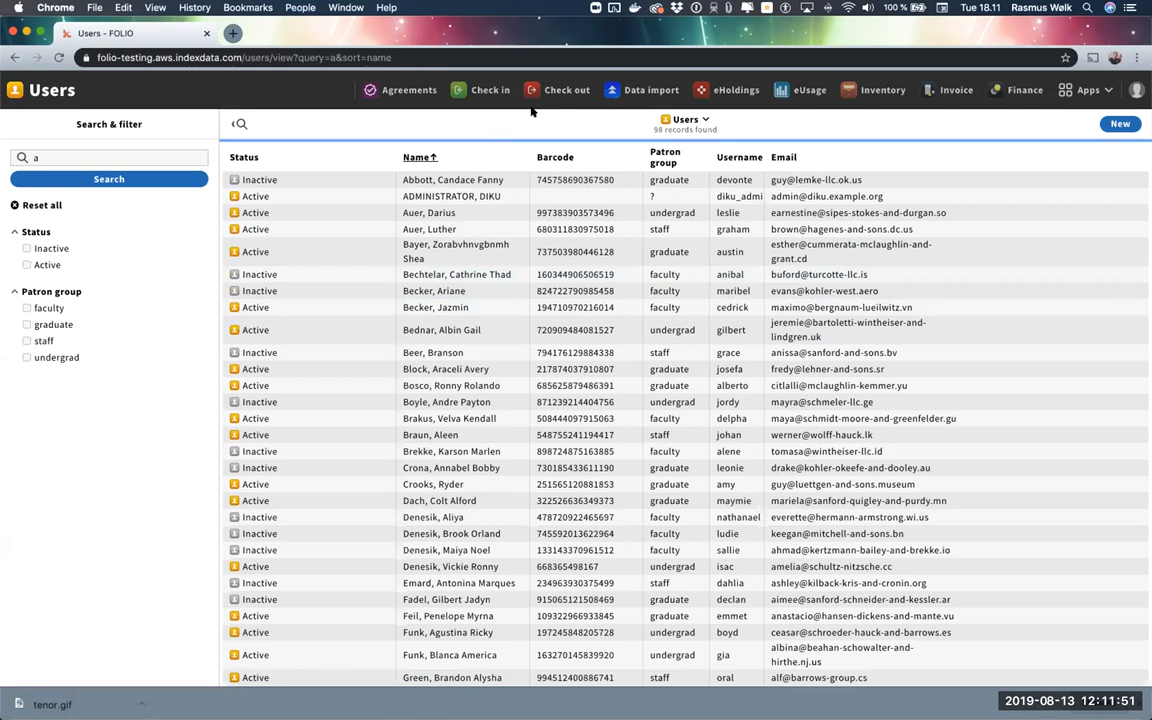 Chrome File Edit View History Bookmarks People Window Help 100 % Tue 18.11 Rasmus Wølk
Users - FOLIO
folio-testing.aws.indexdata.com/users/view?query=a&sort=name
Users Agreements Check in Check out Data import eHoldings eUsage Inventory Invoice Finance Apps
Search & filter
Users
98 records found
New
a
Search
Reset all
Status
Inactive
Active
Patron group
faculty
graduate
staff
undergrad
Status Name Barcode Patron group Username Email
Inactive Abbott, Candace Fanny 745758690367580 graduate devonte guy@lemke-llc.ok.us
Active ADMINISTRATOR, DIKU ? diku_admi admin@diku.example.org
Active Auer, Darius 997383903573496 undergrad leslie earnestine@sipes-stokes-and-durgan.so
Active Auer, Luther 680311830975018 staff graham brown@hagenes-and-sons.dc.us
Active Bayer, Zorabvhnvgbnmh Shea 737503980446128 graduate austin esther@cummerata-mclaughlin-and-grant.cd
Inactive Bechtelar, Cathrine Thad 160344906506519 faculty anibal buford@turcotte-llc.is
Inactive Becker, Ariane 824722790985458 faculty maribel evans@kohler-west.aero
Active Becker, Jazmin 194710970216014 faculty cedrick maximo@bergnaum-lueilwitz.vn
Active Bednar, Albin Gail 720909484081527 undergrad gilbert jeremie@bartoletti-wintheiser-and-lindgren.uk
Inactive Beer, Branson 794176129884338 staff grace anissa@sanford-and-sons.bv
Active Block, Araceli Avery 217874037910807 graduate josefa fredy@lehner-and-sons.sr
Active Bosco, Ronny Rolando 685625879486391 graduate alberto citlalli@mclaughlin-kemmer.yu
Inactive Boyle, Andre Payton 871239214404756 undergrad jordy mayra@schmeler-llc.ge
Active Brakus, Velva Kendall 508444097915063 faculty delpha maya@schmidt-moore-and-greenfelder.gu
Active Braun, Aleen 548755241194417 staff johan werner@wolff-hauck.lk
Inactive Brekke, Karson Marlen 898724875163885 faculty alene tomasa@wintheiser-llc.id
Inactive Crona, Annabel Bobby 730185433611190 graduate leonie drake@kohler-okeefe-and-dooley.au
Active Crooks, Ryder 251565120881853 graduate amy guy@luettgen-and-sons.museum
Active Dach, Colt Alford 322526636349373 graduate maymie mariela@sanford-quigley-and-purdy.mn
Inactive Denesik, Aliya 478720922465697 faculty nathanael everette@hermann-armstrong.wi.us
Inactive Denesik, Brook Orland 745592013622964 faculty ludie keegan@mitchell-and-sons.bn
Inactive Denesik, Maiya Noel 133143370961512 faculty sallie ahmad@kertzmann-bailey-and-brekke.io
Active Denesik, Vickie Ronny 668365498167 undergrad isac amelia@schultz-nitzsche.cc
Inactive Emard, Antonina Marques 234963930375499 staff dahlia ashley@kilback-kris-and-cronin.org
Inactive Fadel, Gilbert Jadyn 915065121508469 graduate declan aimee@sanford-schneider-and-kessler.ar
Active Feil, Penelope Myrna 109322966933845 graduate emmet anastacio@hansen-dickens-and-mante.vu
Active Funk, Agustina Ricky 197245848205728 undergrad boyd ceasar@schroeder-hauck-and-barrows.es
Active Funk, Blanca America 163270145839920 undergrad gia albina@beahan-schowalter-and-hirthe.nj.us
Active Green, Brandon Alysha 994512400886741 staff oral alf@barrows-group.cs
tenor.gif
2019-08-13 12:11:51